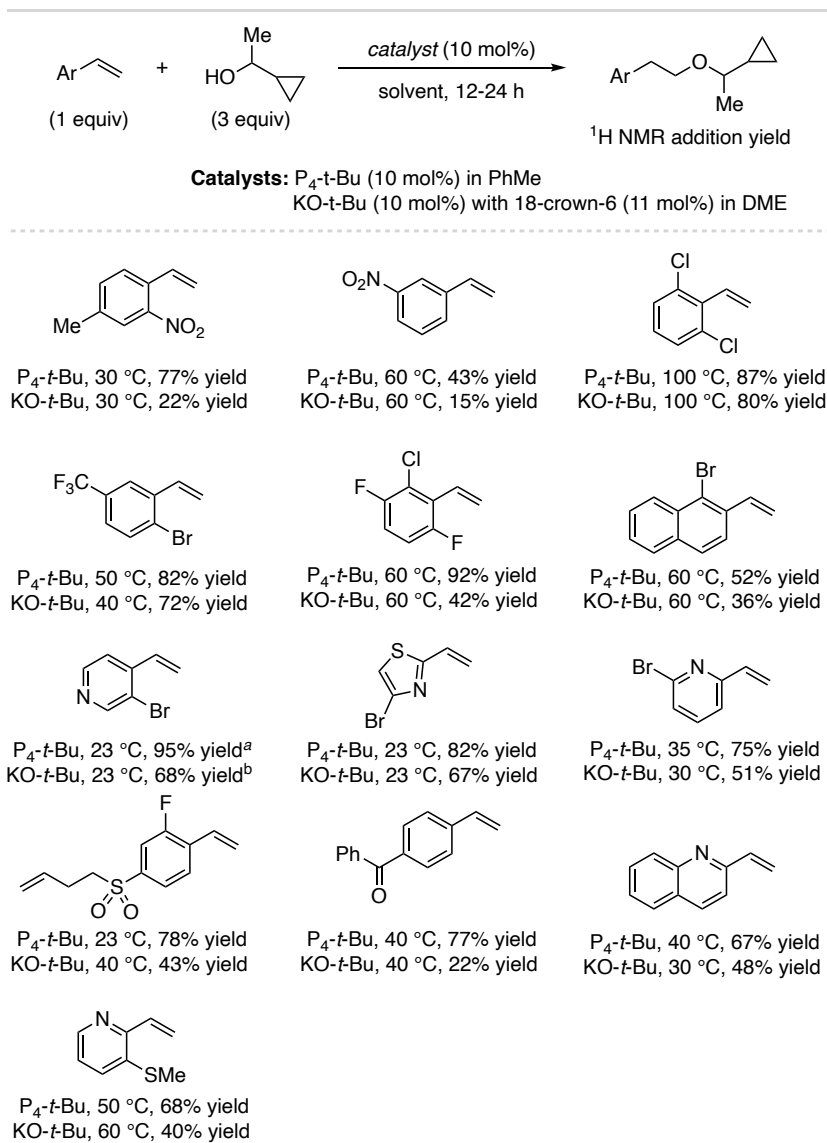 Me
Ar + HO catalyst (10 mol%) Ar O
solvent, 12-24 h
(1 equiv) (3 equiv) Me
¹H NMR addition yield
Catalysts: P₄-t-Bu (10 mol%) in PhMe
KO-t-Bu (10 mol%) with 18-crown-6 (11 mol%) in DME
Me NO₂
P₄-t-Bu, 30 °C, 77% yield
KO-t-Bu, 30 °C, 22% yield
O₂N
P₄-t-Bu, 60 °C, 43% yield
KO-t-Bu, 60 °C, 15% yield
Cl
Cl
P₄-t-Bu, 100 °C, 87% yield
KO-t-Bu, 100 °C, 80% yield
F₃C
Br
P₄-t-Bu, 50 °C, 82% yield
KO-t-Bu, 40 °C, 72% yield
Cl
F
F
P₄-t-Bu, 60 °C, 92% yield
KO-t-Bu, 60 °C, 42% yield
Br
P₄-t-Bu, 60 °C, 52% yield
KO-t-Bu, 60 °C, 36% yield
N Br
P₄-t-Bu, 23 °C, 95% yieldᵃ
KO-t-Bu, 23 °C, 68% yieldᵇ
S
N
Br
P₄-t-Bu, 23 °C, 82% yield
KO-t-Bu, 23 °C, 67% yield
Br N
P₄-t-Bu, 35 °C, 75% yield
KO-t-Bu, 30 °C, 51% yield
F
S
O O
P₄-t-Bu, 23 °C, 78% yield
KO-t-Bu, 40 °C, 43% yield
Ph
O
P₄-t-Bu, 40 °C, 77% yield
KO-t-Bu, 40 °C, 22% yield
N
P₄-t-Bu, 40 °C, 67% yield
KO-t-Bu, 30 °C, 48% yield
N
SMe
P₄-t-Bu, 50 °C, 68% yield
KO-t-Bu, 60 °C, 40% yield